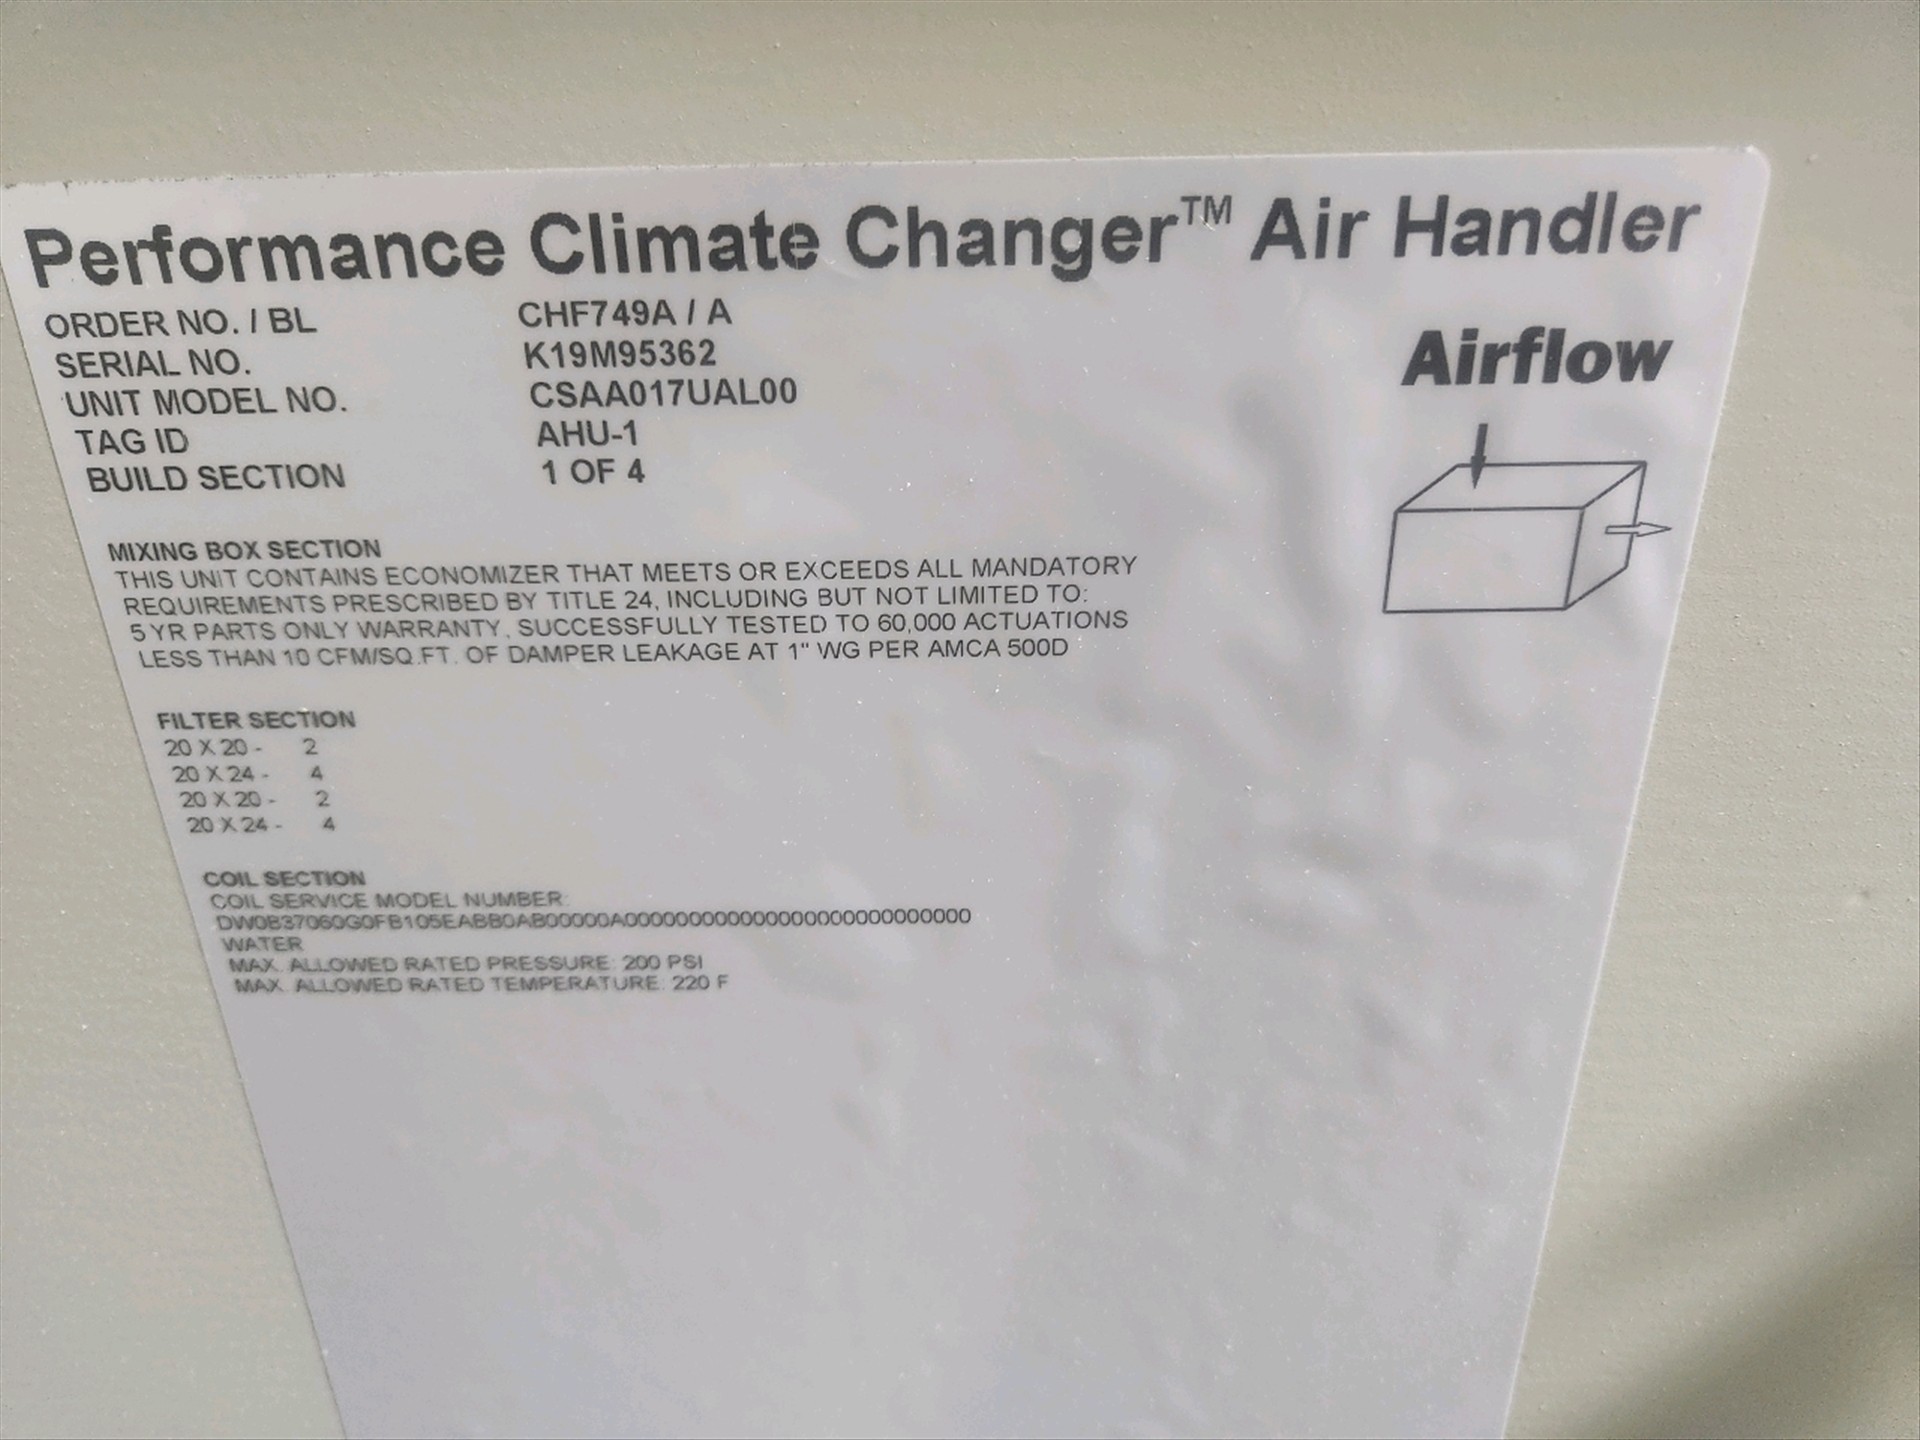 Performance Climate Changer™ Air Handler
ORDER NO. / BL CHF749A / A
SERIAL NO. K19M95362
UNIT MODEL NO. CSAA017UAL00
TAG ID AHU-1
BUILD SECTION 1 OF 4
Airflow
MIXING BOX SECTION
THIS UNIT CONTAINS ECONOMIZER THAT MEETS OR EXCEEDS ALL MANDATORY
REQUIREMENTS PRESCRIBED BY TITLE 24, INCLUDING BUT NOT LIMITED TO:
5 YR PARTS ONLY WARRANTY, SUCCESSFULLY TESTED TO 60,000 ACTUATIONS
LESS THAN 10 CFM/SQ.FT. OF DAMPER LEAKAGE AT 1" WG PER AMCA 500D
FILTER SECTION
20 X 20 - 2
20 X 24 - 4
20 X 20 - 2
20 X 24 - 4
COIL SECTION
COIL SERVICE MODEL NUMBER:
WATER
MAX. ALLOWED RATED PRESSURE: 200 PSI
MAX. ALLOWED RATED TEMPERATURE: 220 F